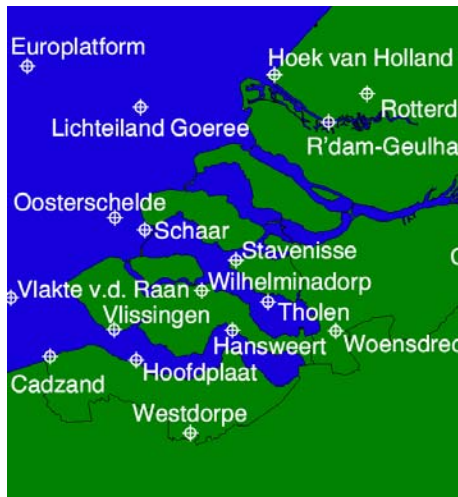 Europlatform
Hoek van Holland
Rotterd
Lichteiland Goeree
R'dam-Geulha
Oosterschelde
Schaar
Stavenisse
Vlakte v.d. Raan
Wilhelminadorp
Vlissingen
Tholen
Hansweert
Woensdrec
Cadzand
Hoofdplaat
Westdorpe